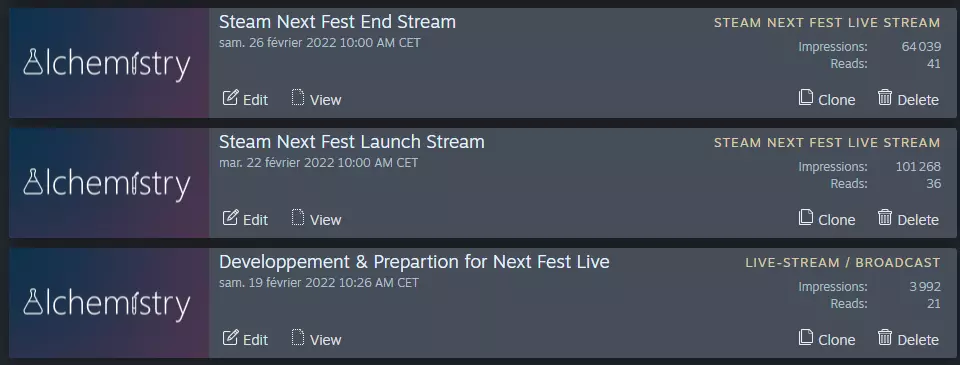 Alchemistry
Steam Next Fest End Stream
STEAM NEXT FEST LIVE STREAM
sam. 26 février 2022 10:00 AM CET
Impressions: 64 039
Reads: 41
Edit View Clone Delete
Alchemistry
Steam Next Fest Launch Stream
STEAM NEXT FEST LIVE STREAM
mar. 22 février 2022 10:00 AM CET
Impressions: 101 268
Reads: 36
Edit View Clone Delete
Alchemistry
Developpement & Prepartion for Next Fest Live
LIVE-STREAM / BROADCAST
sam. 19 février 2022 10:26 AM CET
Impressions: 3 992
Reads: 21
Edit View Clone Delete